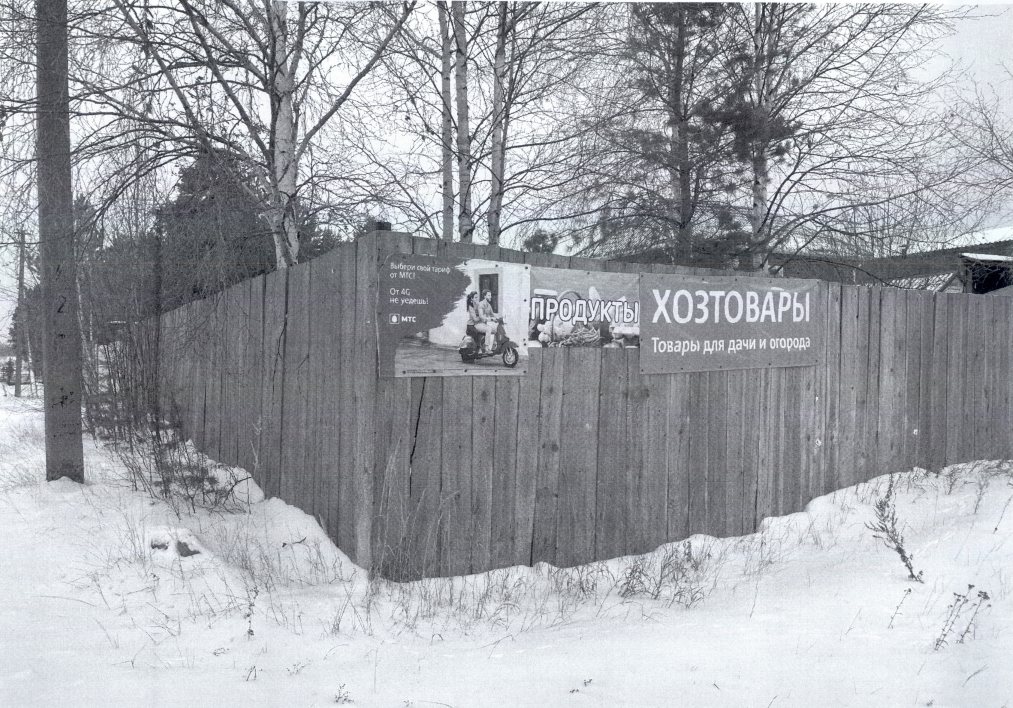 Выбери свой тариф
от МТС!
От 4G
не уедешь!
МТС
ПРОДУКТЫ
ХОЗТОВАРЫ
Товары для дачи и огорода